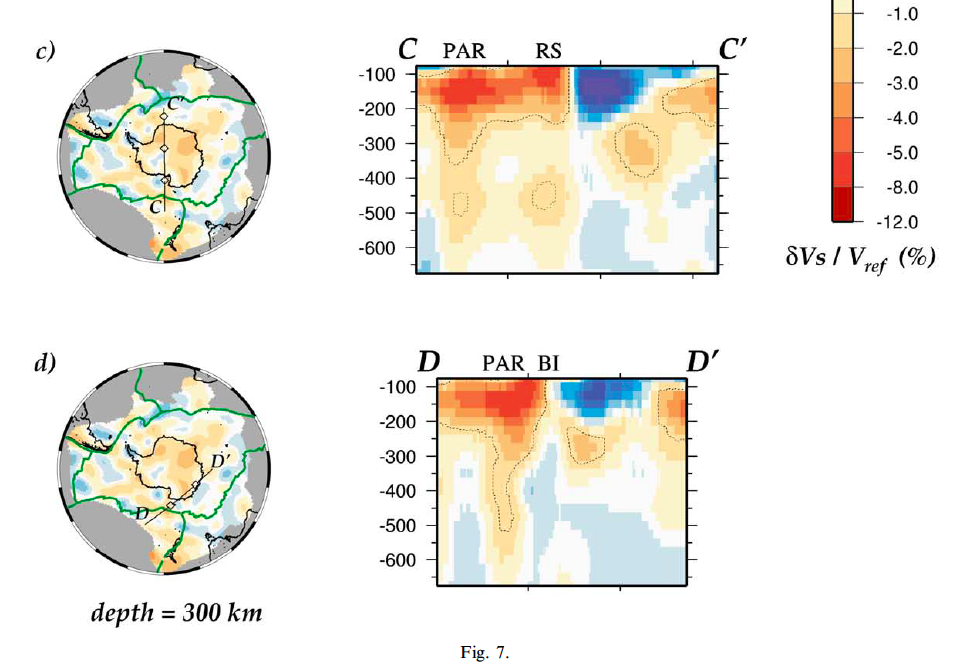 -1.0
-2.0
-3.0
-4.0
-5.0
-8.0
-12.0
δVs / Vref (%)
c)
C PAR RS C′
-100
-200
-300
-400
-500
-600
C′
C
d)
D PAR BI D′
-100
-200
-300
-400
-500
-600
D′
D
depth = 300 km
Fig. 7.